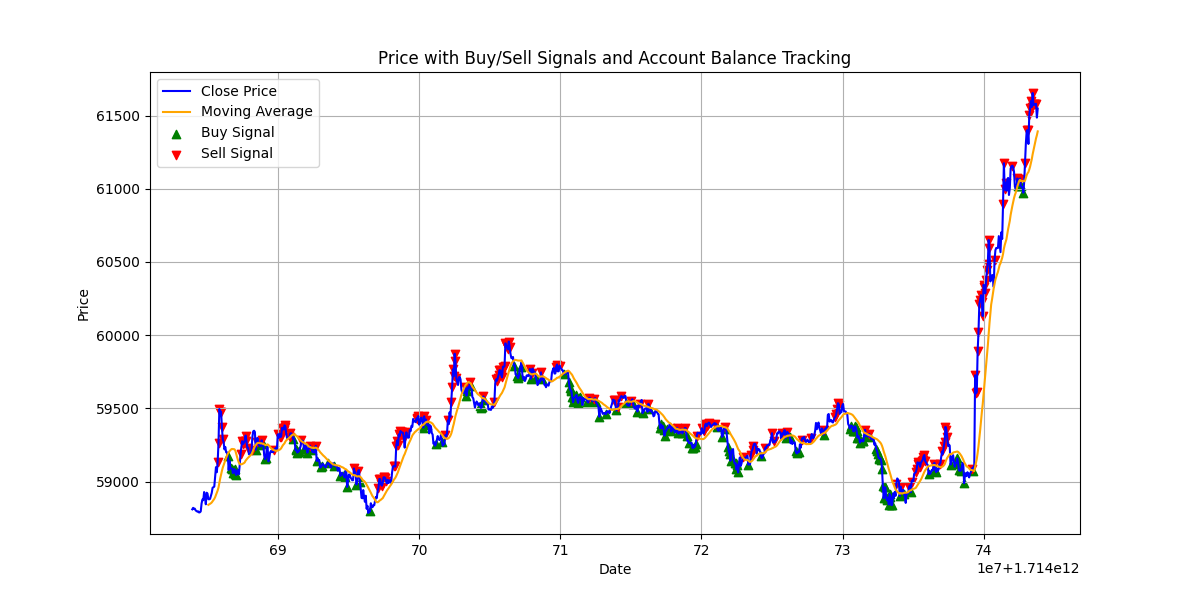 Price with Buy/Sell Signals and Account Balance Tracking
Close Price
Moving Average
Buy Signal
Sell Signal
Price
61500
61000
60500
60000
59500
59000
69 70 71 72 73 74
1e7+1.714e12
Date